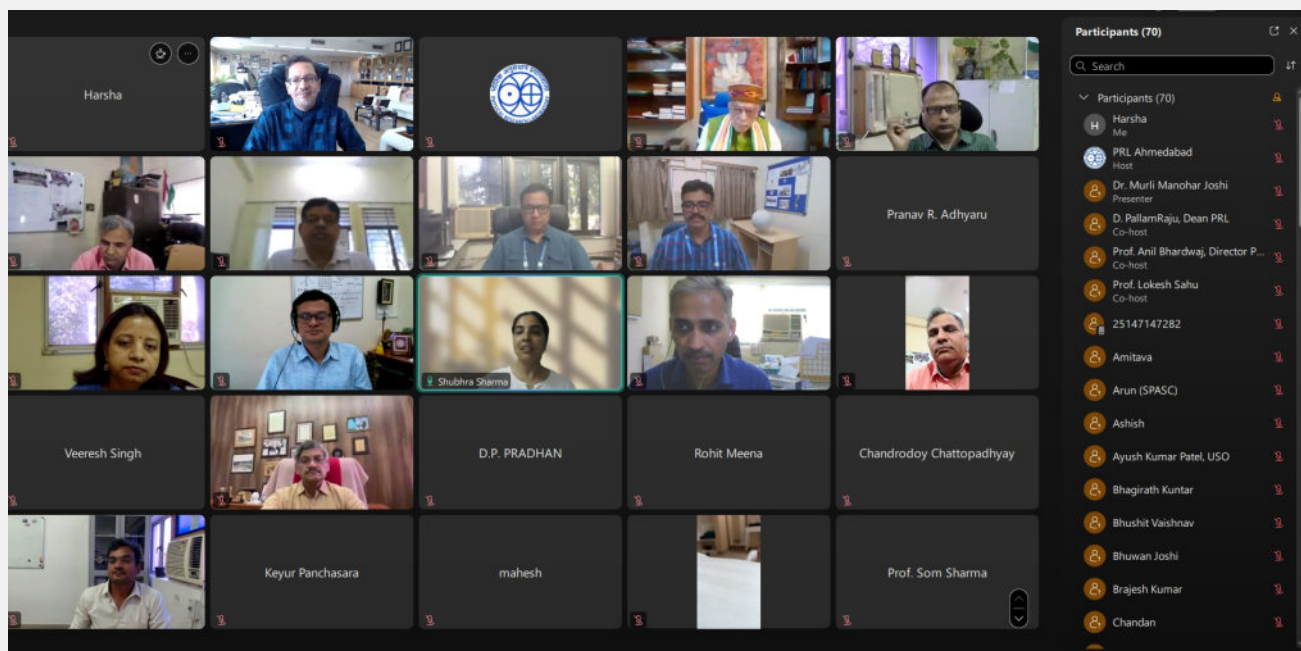 Harsha
Pranav R. Adhyaru
Shubhra Sharma
Veeresh Singh
D.P. PRADHAN
Rohit Meena
Chandrodoy Chattopadhyay
Keyur Panchasara
mahesh
Prof. Som Sharma
Participants (70)
Search
Participants (70)
H
Harsha
Me
PRL Ahmedabad
Host
Dr. Murli Manohar Joshi
Presenter
D. PallamRaju, Dean PRL
Co-host
Prof. Anil Bhardwaj, Director P...
Co-host
Prof. Lokesh Sahu
Co-host
25147147282
Amitava
Arun (SPASC)
Ashish
Ayush Kumar Patel, USO
Bhagirath Kuntar
Bhushit Vaishnav
Bhuwan Joshi
Brajesh Kumar
Chandan